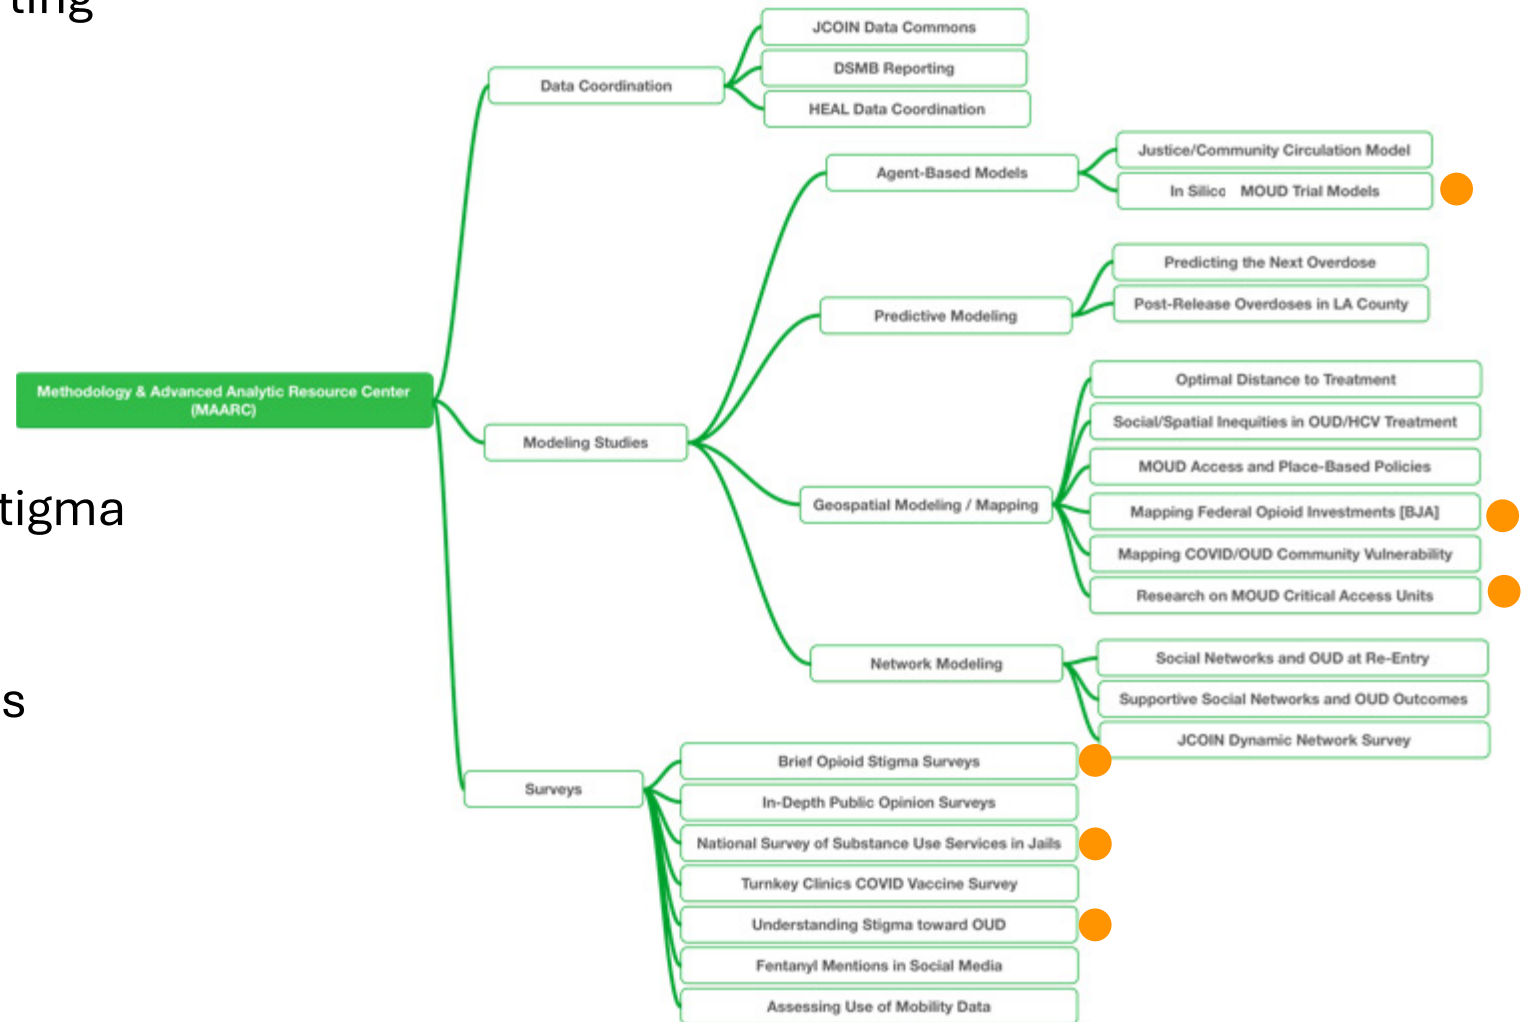 ting
tigma
s
Methodology & Advanced Analytic Resource Center
(MAARC)
Data Coordination
JCOIN Data Commons
DSMB Reporting
HEAL Data Coordination
Modeling Studies
Agent-Based Models
Justice/Community Circulation Model
In Silico MOUD Trial Models
Predictive Modeling
Predicting the Next Overdose
Post-Release Overdoses in LA County
Geospatial Modeling / Mapping
Optimal Distance to Treatment
Social/Spatial Inequities in OUD/HCV Treatment
MOUD Access and Place-Based Policies
Mapping Federal Opioid Investments [BJA]
Mapping COVID/OUD Community Vulnerability
Research on MOUD Critical Access Units
Network Modeling
Social Networks and OUD at Re-Entry
Supportive Social Networks and OUD Outcomes
JCOIN Dynamic Network Survey
Surveys
Brief Opioid Stigma Surveys
In-Depth Public Opinion Surveys
National Survey of Substance Use Services in Jails
Turnkey Clinics COVID Vaccine Survey
Understanding Stigma toward OUD
Fentanyl Mentions in Social Media
Assessing Use of Mobility Data